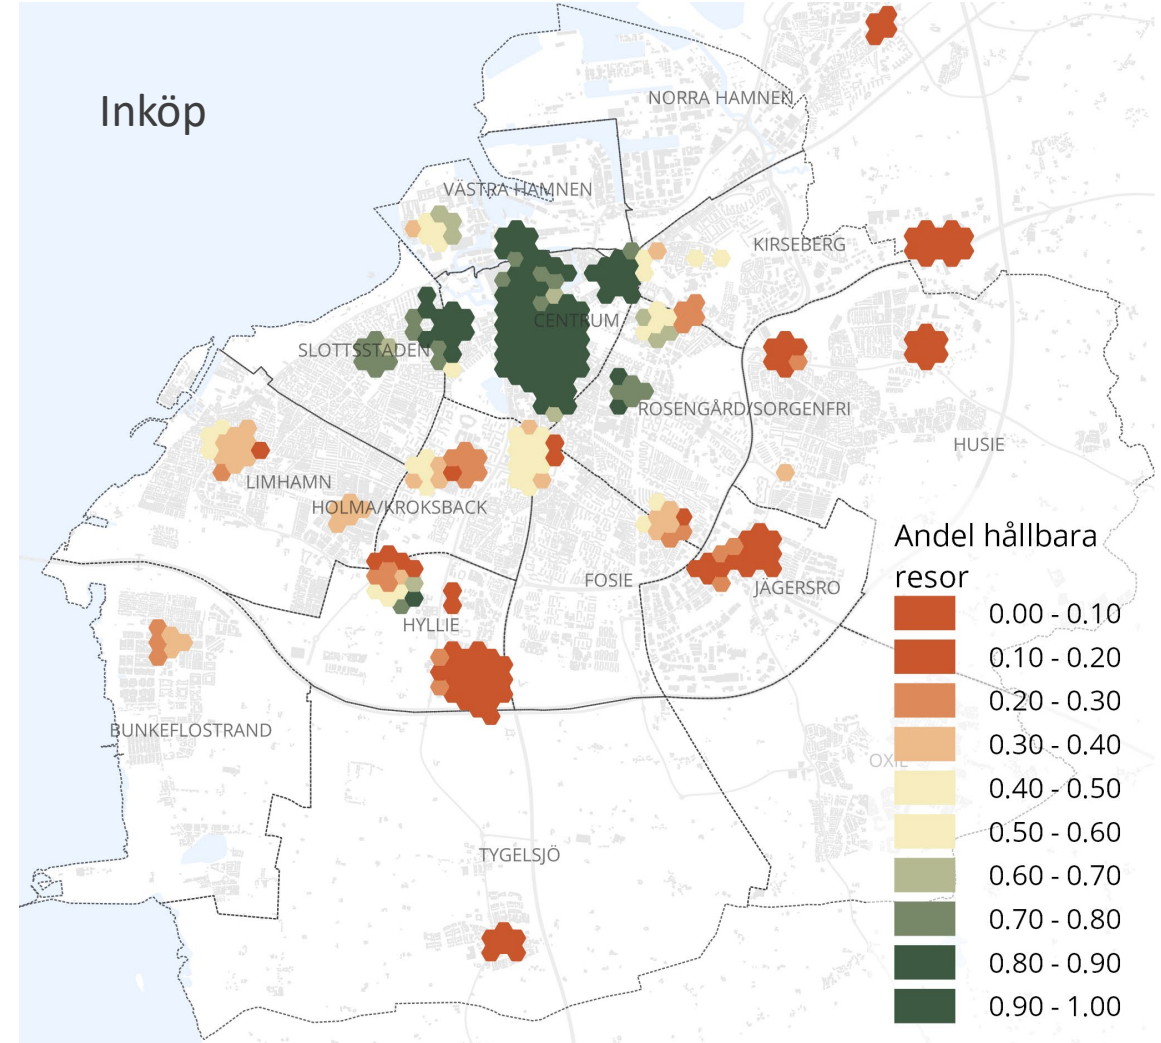 Inköp
NORRA HAMNEN
VÄSTRA HAMNEN
KIRSEBERG
CENTRUM
SLOTTSSTADEN
ROSENGÅRD/SORGENFRI
HUSIE
LIMHAMN
HOLMA/KROKSBACK
FOSIE
JÄGERSRO
HYLLIE
BUNKEFLOSTRAND
OXIE
TYGELSJÖ
Andel hållbara
resor
0.00 - 0.10
0.10 - 0.20
0.20 - 0.30
0.30 - 0.40
0.40 - 0.50
0.50 - 0.60
0.60 - 0.70
0.70 - 0.80
0.80 - 0.90
0.90 - 1.00